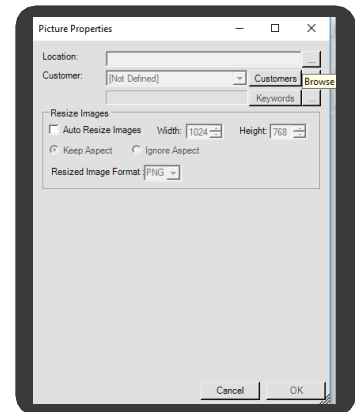 Picture Properties
Location: ...
Customer: [Not Defined] Customers Browse
Keywords ...
Resize Images
Auto Resize Images Width: 1024 Height: 768
Keep Aspect Ignore Aspect
Resized Image Format: PNG
Cancel OK